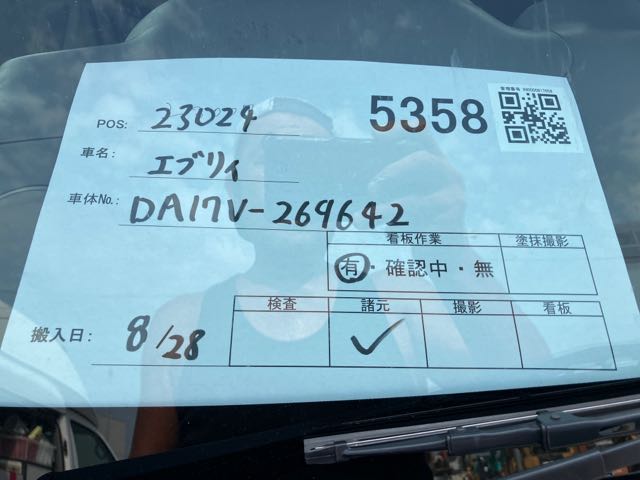 POS: 23024
5358
車名: エブリィ
車体No.: DA17V-269642
看板作業 塗抹撮影
有・確認中・無
搬入日: 8/28
検査 諸元 撮影 看板
✓